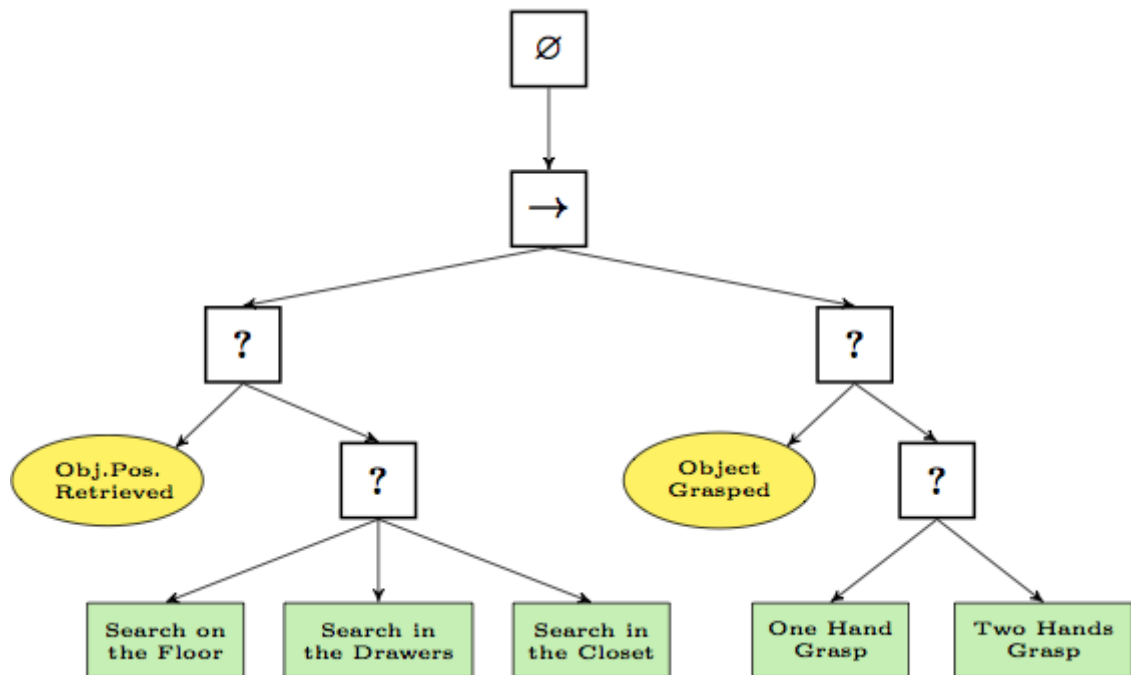 ∅
→
?
?
Obj.Pos.
Retrieved
?
Object
Grasped
?
Search on
the Floor
Search in
the Drawers
Search in
the Closet
One Hand
Grasp
Two Hands
Grasp